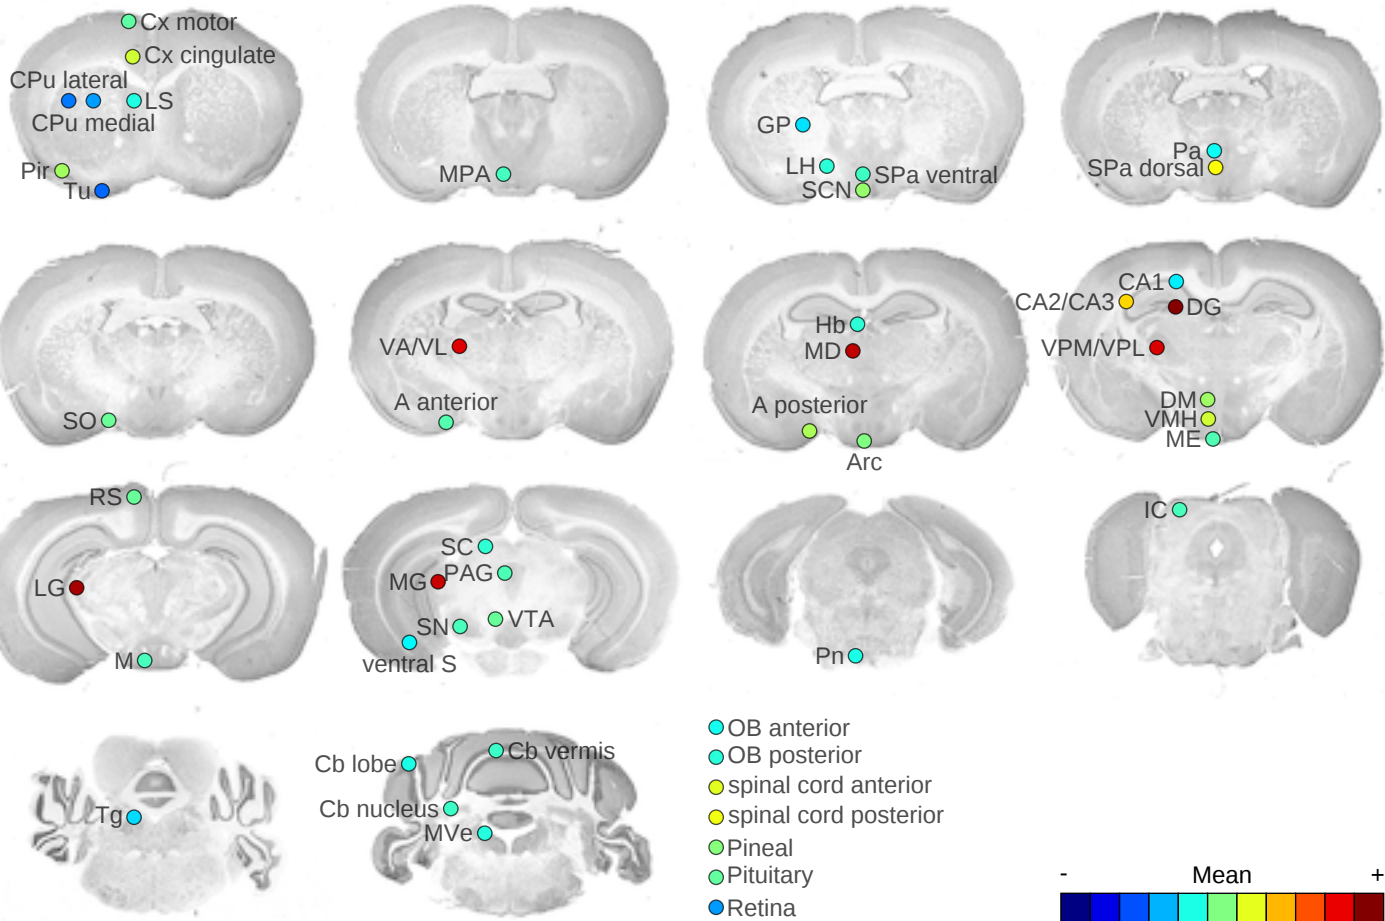 Cx motor
Cx cingulate
CPu lateral
LS
CPu medial
Pir
Tu
MPA
GP
LH
SPa ventral
SCN
Pa
SPa dorsal
SO
VA/VL
A anterior
Hb
MD
A posterior
Arc
CA1
CA2/CA3
DG
VPM/VPL
DM
VMH
ME
RS
LG
M
SC
MG
PAG
SN
VTA
ventral S
Pn
IC
Tg
Cb lobe
Cb vermis
Cb nucleus
MVe
OB anterior
OB posterior
spinal cord anterior
spinal cord posterior
Pineal
Pituitary
Retina
- Mean +